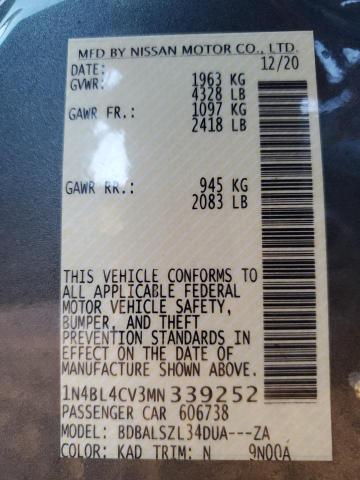 MFD BY NISSAN MOTOR CO., LTD.
DATE: 12/20
GVWR: 1963 KG
4328 LB
GAWR FR.: 1097 KG
2418 LB
GAWR RR.: 945 KG
2083 LB
THIS VEHICLE CONFORMS TO
ALL APPLICABLE FEDERAL
MOTOR VEHICLE SAFETY,
BUMPER, AND THEFT
PREVENTION STANDARDS IN
EFFECT ON THE DATE OF
MANUFACTURE SHOWN ABOVE.
1N4BL4CV3MN 339252
PASSENGER CAR 606738
MODEL: BDBALSZL34DUA---ZA
COLOR: KAD TRIM: N 9N00A